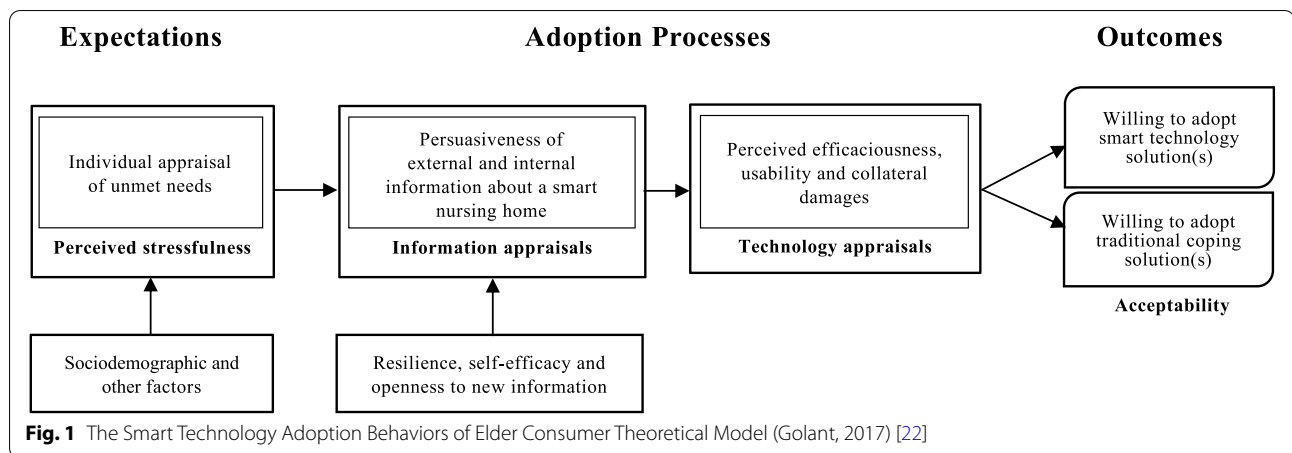 Expectations
Adoption Processes
Outcomes
Individual appraisal
of unmet needs
Perceived stressfulness
Sociodemographic and
other factors
Persuasiveness of
external and internal
information about a smart
nursing home
Information appraisals
Resilience, self-efficacy and
openness to new information
Perceived efficaciousness,
usability and collateral
damages
Technology appraisals
Willing to adopt
smart technology
solution(s)
Willing to adopt
traditional coping
solution(s)
Acceptability
Fig. 1 The Smart Technology Adoption Behaviors of Elder Consumer Theoretical Model (Golant, 2017) [22]